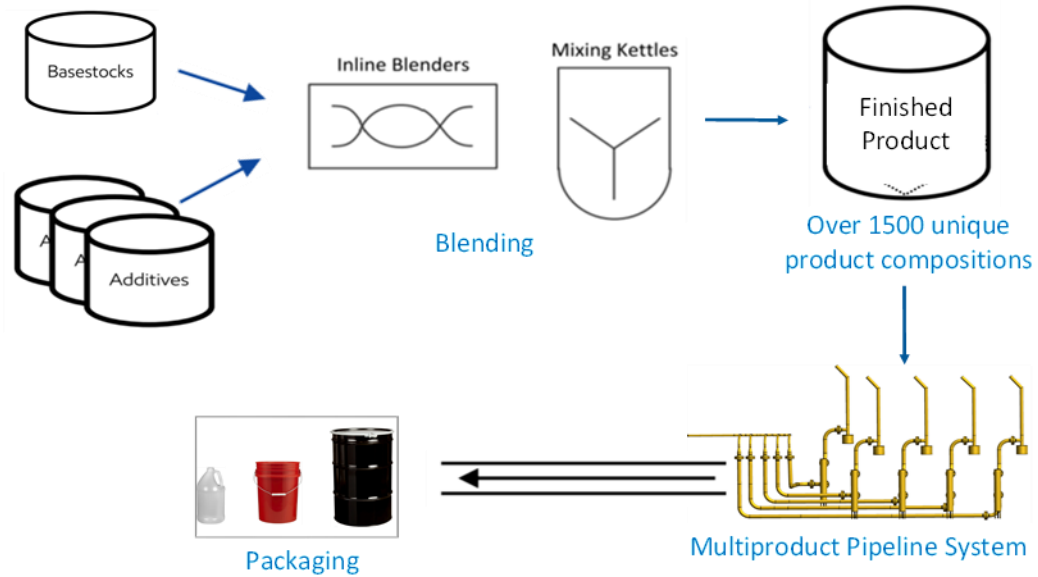 Basestocks
Inline Blenders
Mixing Kettles
Finished
Product
A
A
Additives
Blending
Over 1500 unique
product compositions
Packaging
Multiproduct Pipeline System